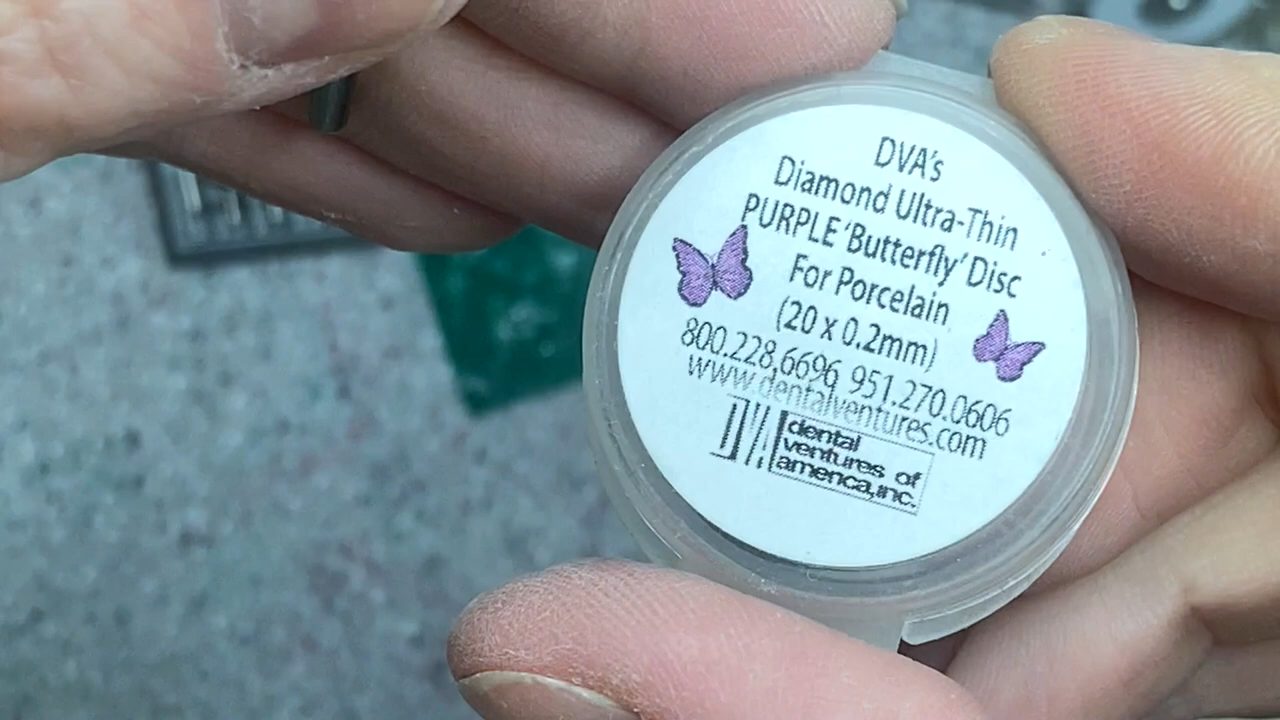 DVA's
Diamond Ultra-Thin
PURPLE 'Butterfly' Disc
For Porcelain
(20 x 0.2mm)
800.228.6696 951.270.0606
www.dentalventures.com
dental
ventures of
america,inc.